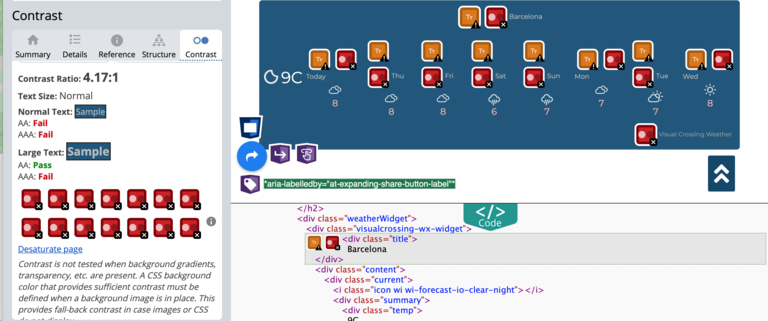 Contrast
Summary
Details
Reference
Structure
Contrast
Contrast Ratio: 4.17:1
Text Size: Normal
Normal Text: Sample
AA: Fail
AAA: Fail
Large Text: Sample
AA: Pass
AAA: Fail
Desaturate page
Contrast is not tested when background gradients,
transparency, etc. are present. A CSS background
color that provides sufficient contrast must be
defined when a background image is in place. This
provides fall-back contrast in case images or CSS
do not display.
Barcelona
9C
Today
Thu
Fri
Sat
Sun
Mon
Tue
Wed
8
8
8
6
7
7
7
8
Visual Crossing Weather
*aria-labelledby="at-expanding-share-button-label"*
</>
Code
</h2>
<div class="weatherWidget">
<div class="visualcrossing-wx-widget">
<div class="title">
Barcelona
</div>
<div class="content">
<div class="current">
<i class="icon wi wi-forecast-io-clear-night"></i>
<div class="summary">
<div class="temp">
9C